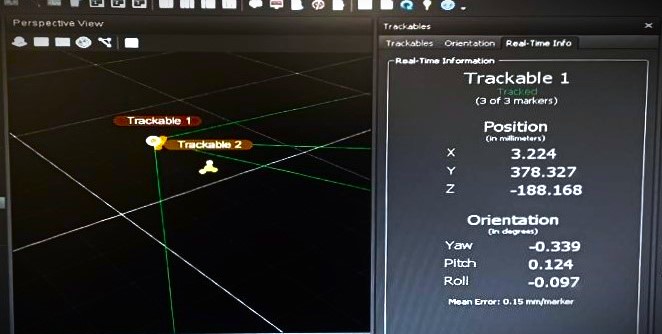 Perspective View
Trackable 1
Trackable 2
Trackables
Trackables Orientation Real-Time Info
Real-Time Information
Trackable 1
Tracked
(3 of 3 markers)
Position
(in millimeters)
X 3.224
Y 378.327
Z -188.168
Orientation
(in degrees)
Yaw -0.339
Pitch 0.124
Roll -0.097
Mean Error: 0.15 mm/marker